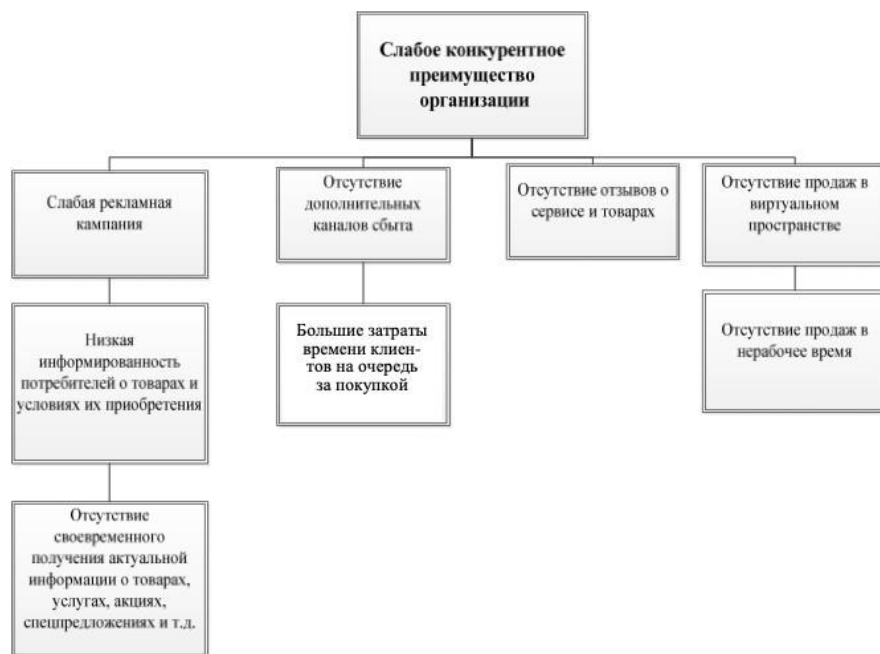 Слабое конкурентное
преимущество
организации
Слабая рекламная
кампания
Отсутствие
дополнительных
каналов сбыта
Отсутствие отзывов о
сервисе и товарах
Отсутствие продаж в
виртуальном
пространстве
Низкая
информированность
потребителей о товарах и
условиях их приобретения
Большие затраты
времени клиен-
тов на очередь
за покупкой
Отсутствие продаж в
нерабочее время
Отсутствие
своевременного
получения актуальной
информации о товарах,
услугах, акциях,
спецпредложениях и т.д.